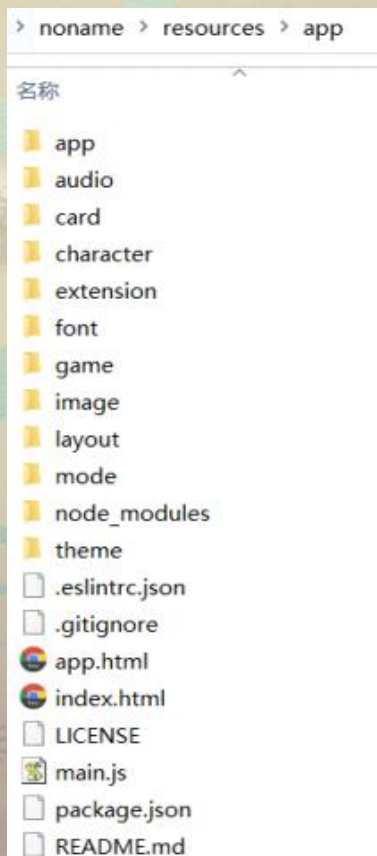 > noname > resources > app
名称
app
audio
card
character
extension
font
game
image
layout
mode
node_modules
theme
.eslintrc.json
.gitignore
app.html
index.html
LICENSE
main.js
package.json
README.md